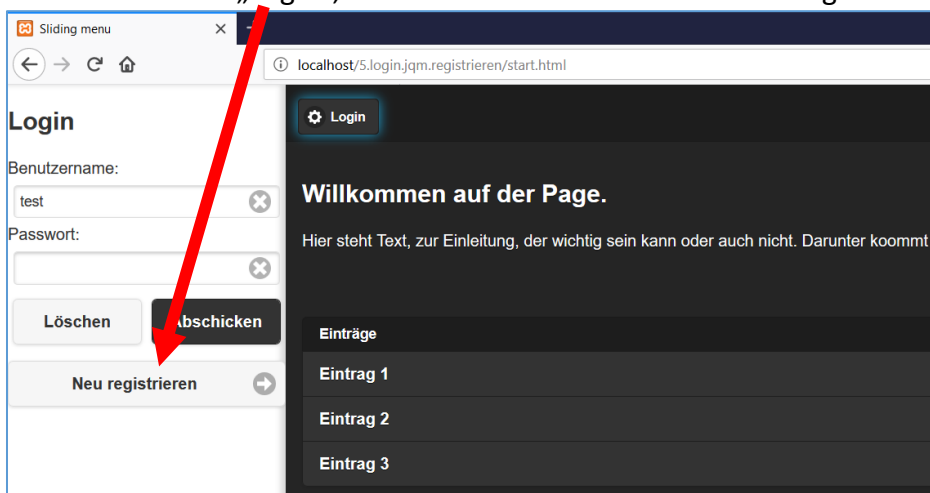 Sliding menu
localhost/5.login.jqm.registrieren/start.html
Login
Benutzername:
test
Passwort:
Löschen
Abschicken
Neu registrieren
Login
Willkommen auf der Page.
Hier steht Text, zur Einleitung, der wichtig sein kann oder auch nicht. Darunter koommt
Einträge
Eintrag 1
Eintrag 2
Eintrag 3